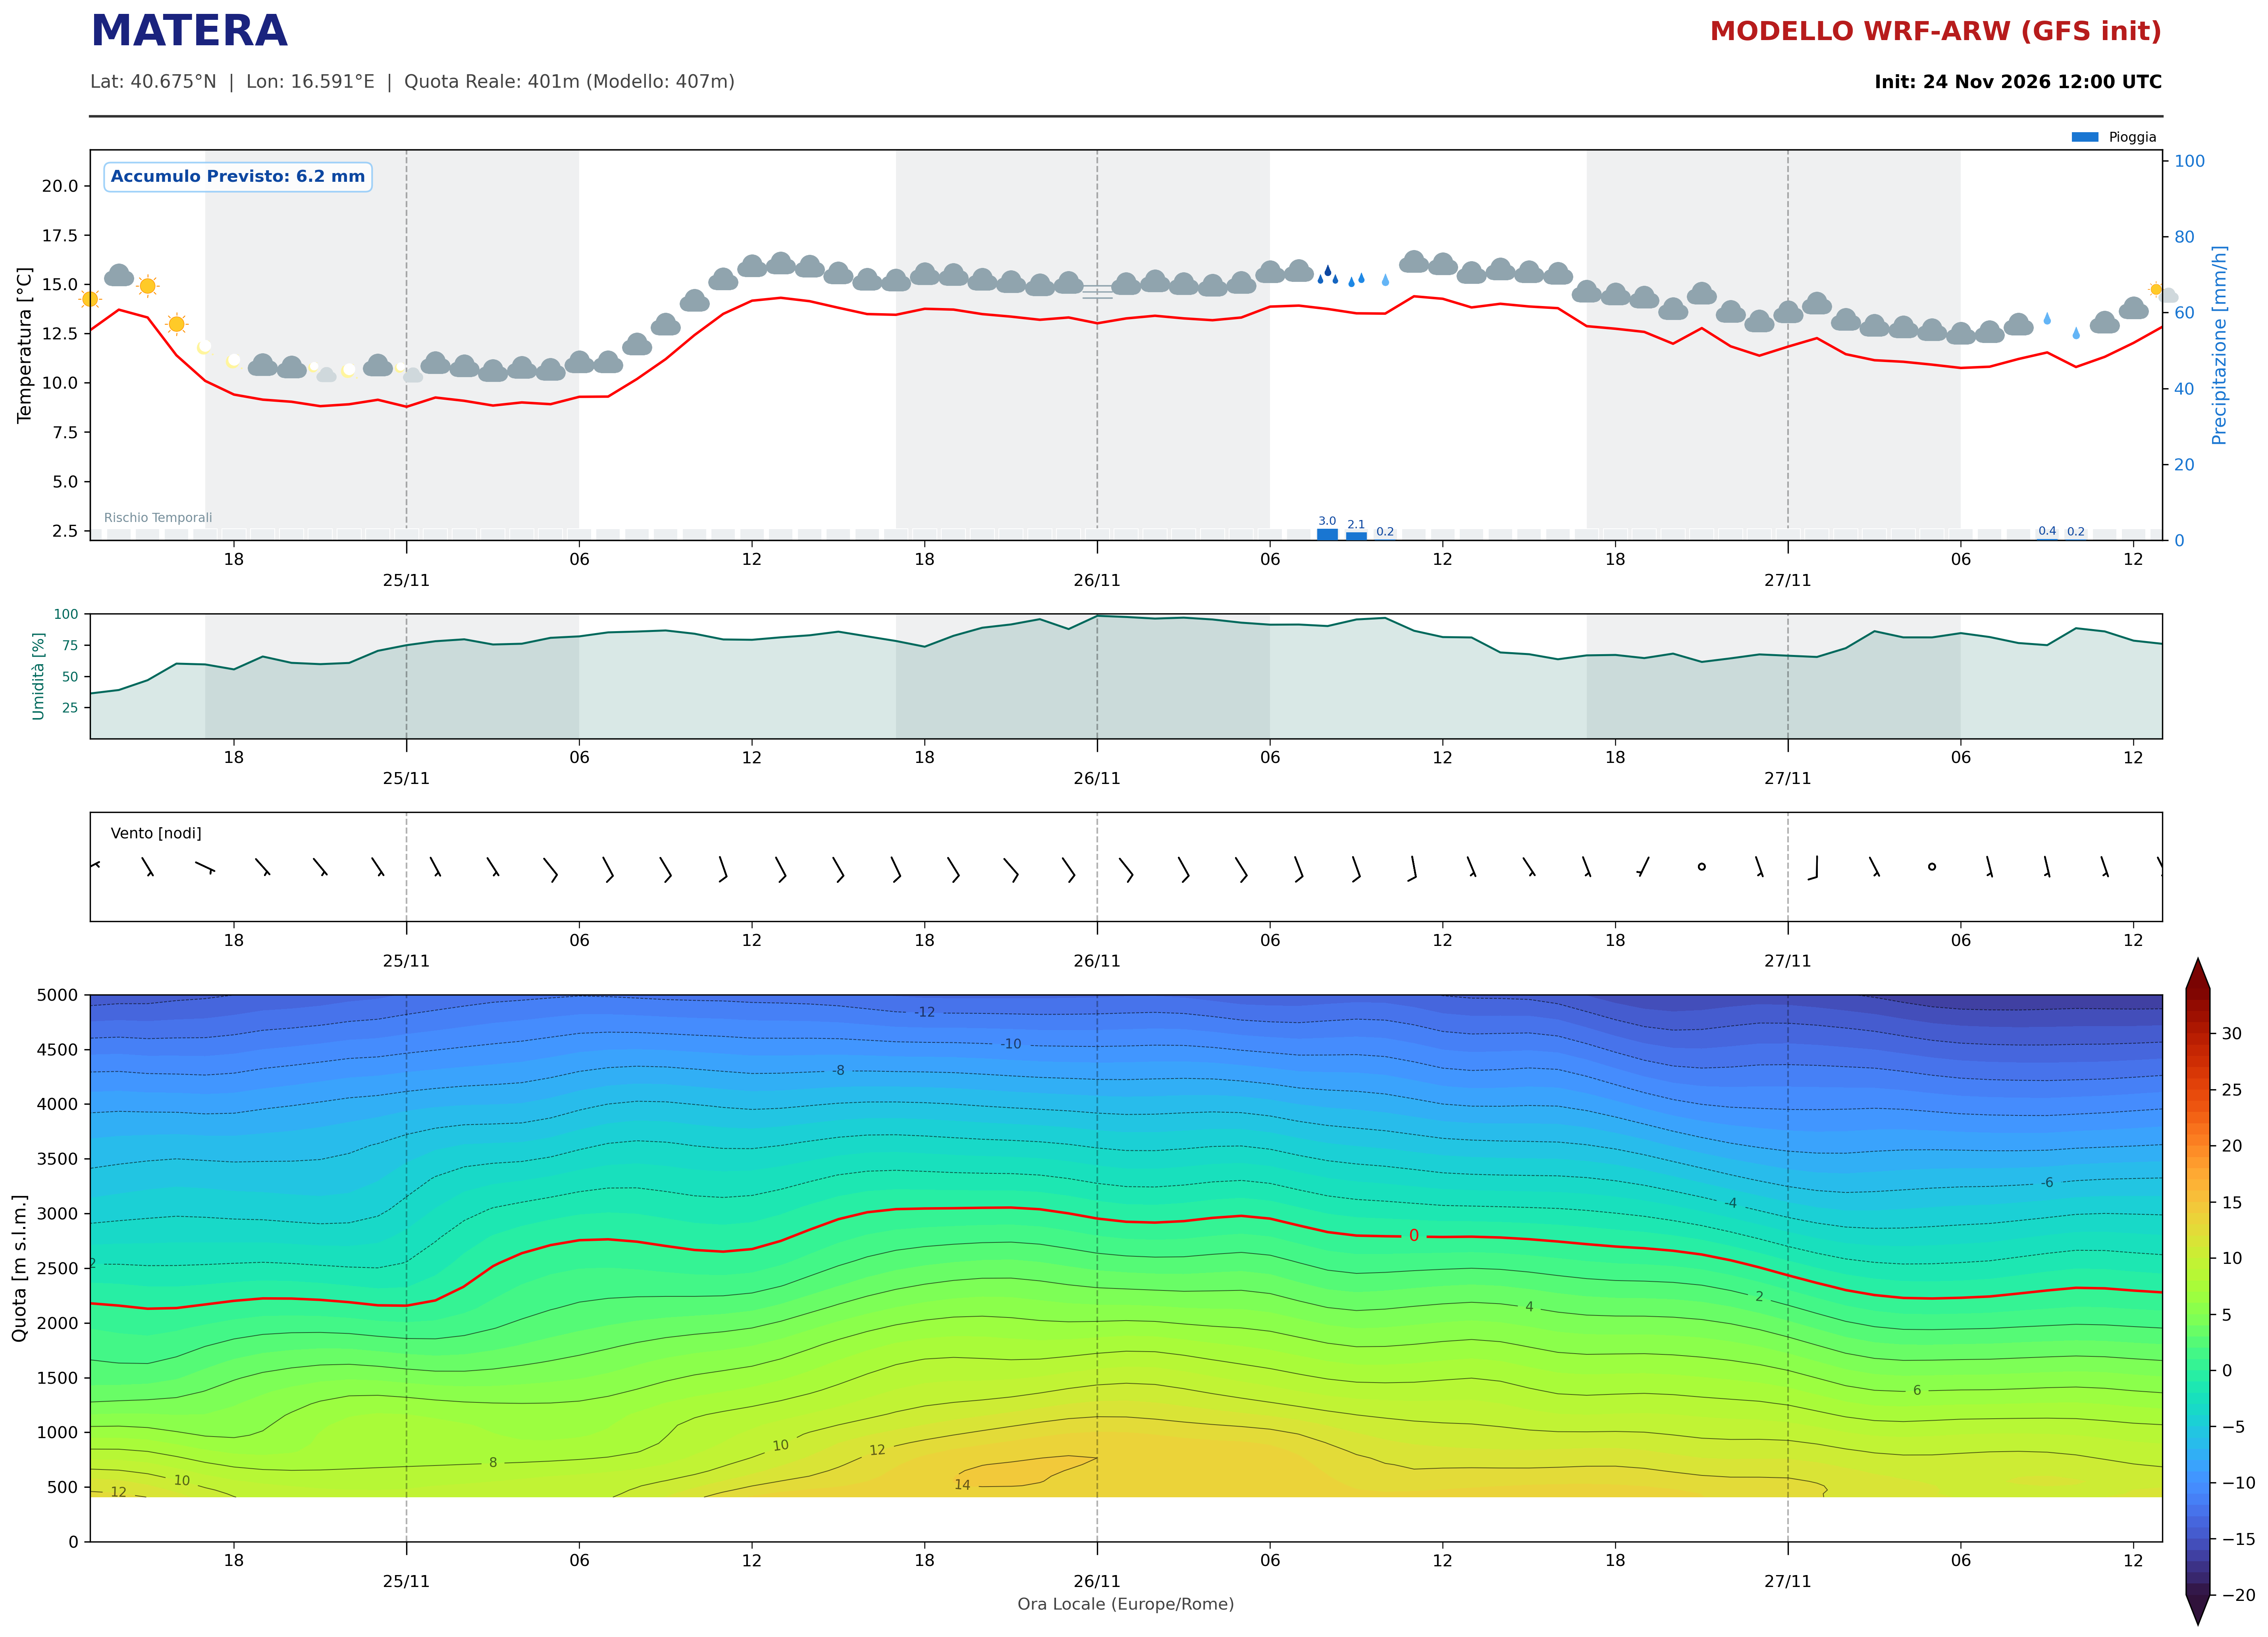 MATERA
MODELLO WRF-ARW (GFS init)
Lat: 40.675°N | Lon: 16.591°E | Quota Reale: 401m (Modello: 407m)
Init: 24 Nov 2026 12:00 UTC
Pioggia
Accumulo Previsto: 6.2 mm
Temperatura [°C]
20.0
17.5
15.0
12.5
10.0
7.5
5.0
2.5
Precipitazione [mm/h]
100
80
60
40
20
0
Rischio Temporali
3.0 2.1 0.2 0.4 0.2
18 06 12 18 06 12 18 06 12
25/11 26/11 27/11
Umidità [%]
100
75
50
25
18 06 12 18 06 12 18 06 12
25/11 26/11 27/11
Vento [nodi]
18 06 12 18 06 12 18 06 12
25/11 26/11 27/11
Quota [m s.l.m.]
5000
4500
4000
3500
3000
2500
2000
1500
1000
500
0
-12
-10
-8
-6
-4
0
2
2
4
6
10
12
8
10
14
12
18 06 12 18 06 12 18 06 12
25/11 26/11 27/11
Ora Locale (Europe/Rome)
30
25
20
15
10
5
0
−5
−10
−15
−20